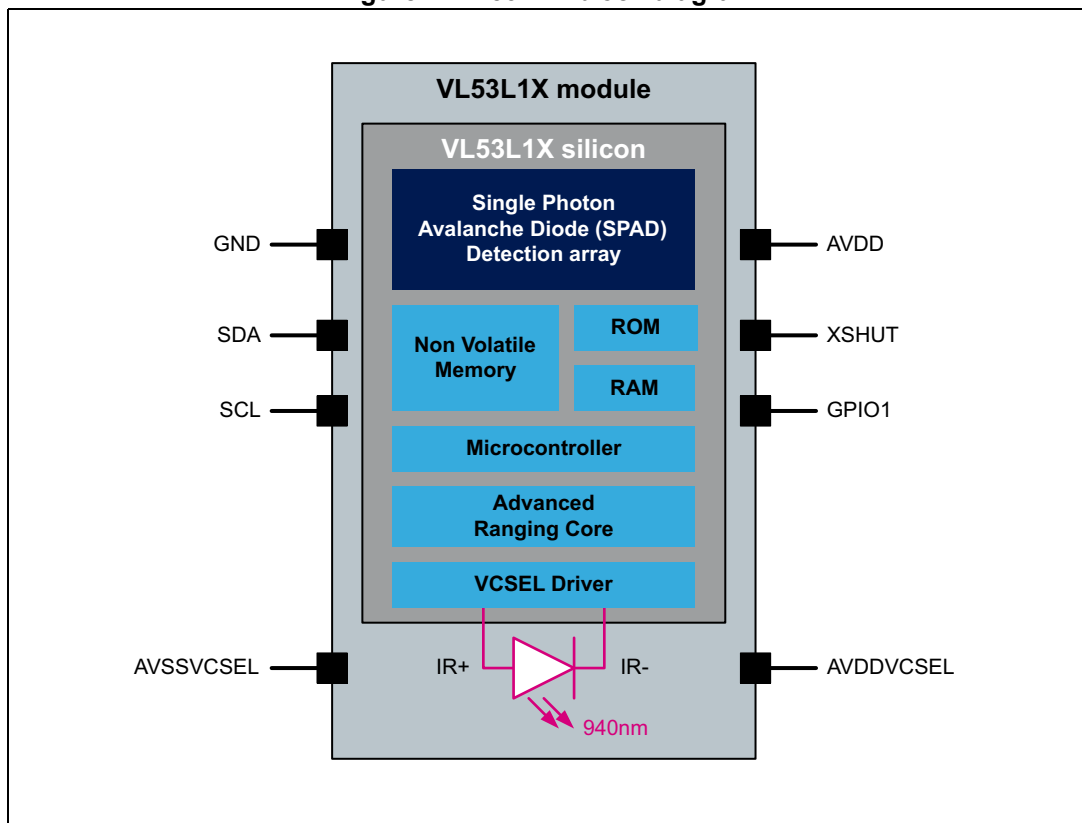 VL53L1X module
VL53L1X silicon
Single Photon
Avalanche Diode (SPAD)
Detection array
GND
AVDD
SDA
Non Volatile
Memory
ROM
XSHUT
RAM
SCL
GPIO1
Microcontroller
Advanced
Ranging Core
VCSEL Driver
AVSSVCSEL
IR+
IR-
AVDDVCSEL
940nm